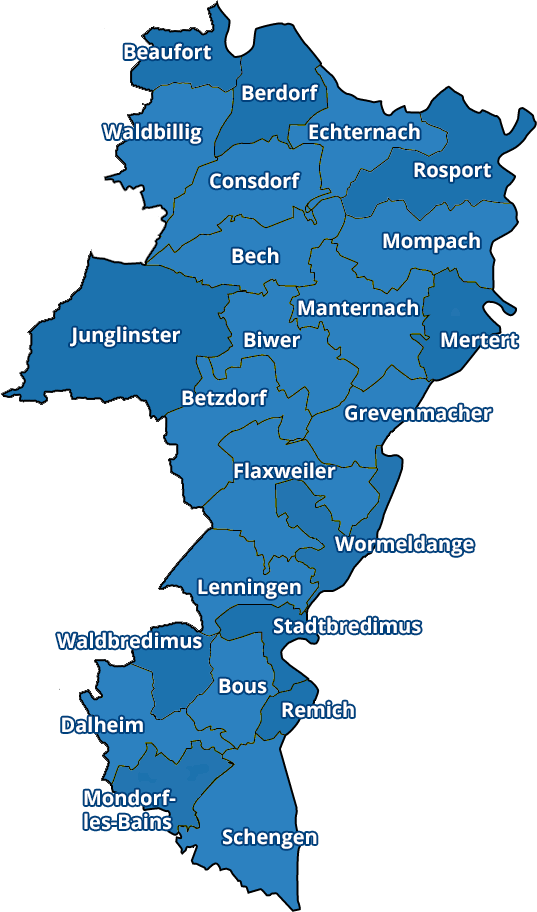 Beaufort
Berdorf
Waldbillig
Echternach
Rosport
Consdorf
Mompach
Bech
Manternach
Junglinster
Biwer
Mertert
Betzdorf
Grevenmacher
Flaxweiler
Wormeldange
Lenningen
Stadtbredimus
Waldbredimus
Bous
Remich
Dalheim
Mondorf-
les-Bains
Schengen